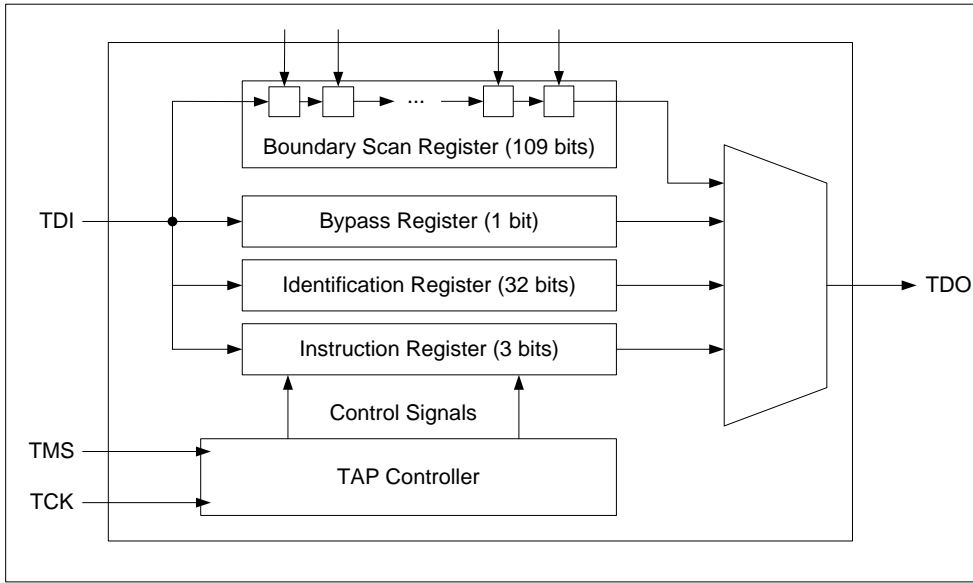 ...
Boundary Scan Register (109 bits)
TDI
Bypass Register (1 bit)
Identification Register (32 bits)
TDO
Instruction Register (3 bits)
Control Signals
TMS
TAP Controller
TCK